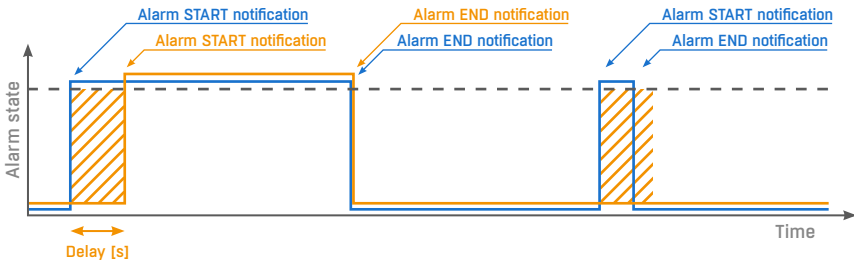 Alarm START notification
Alarm END notification
Alarm START notification
Alarm START notification
Alarm END notification
Alarm END notification
Alarm state
Time
Delay [s]